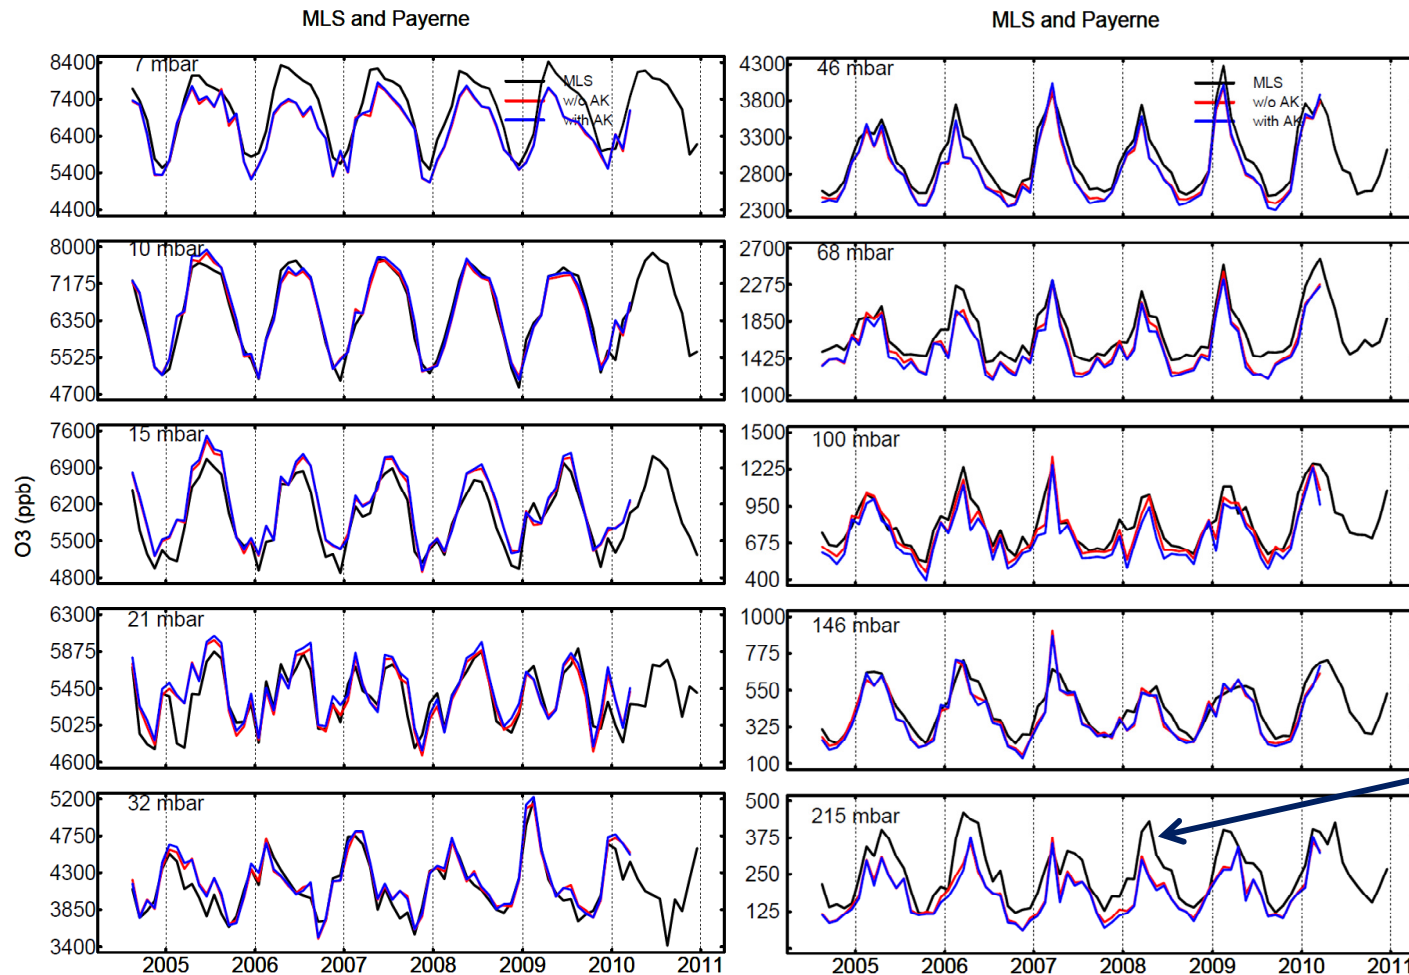 MLS and Payerne
MLS and Payerne
O3 (ppb)
7 mbar
8400
7400
6400
5400
4400
MLS
w/o AK
with AK
10 mbar
8000
7175
6350
5525
4700
15 mbar
7600
6900
6200
5500
4800
21 mbar
6300
5875
5450
5025
4600
32 mbar
5200
4750
4300
3850
3400
2005 2006 2007 2008 2009 2010 2011
46 mbar
4300
3800
3300
2800
2300
MLS
w/o AK
with AK
68 mbar
2700
2275
1850
1425
1000
100 mbar
1500
1225
950
675
400
146 mbar
1000
775
550
325
100
215 mbar
500
375
250
125
2005 2006 2007 2008 2009 2010 2011